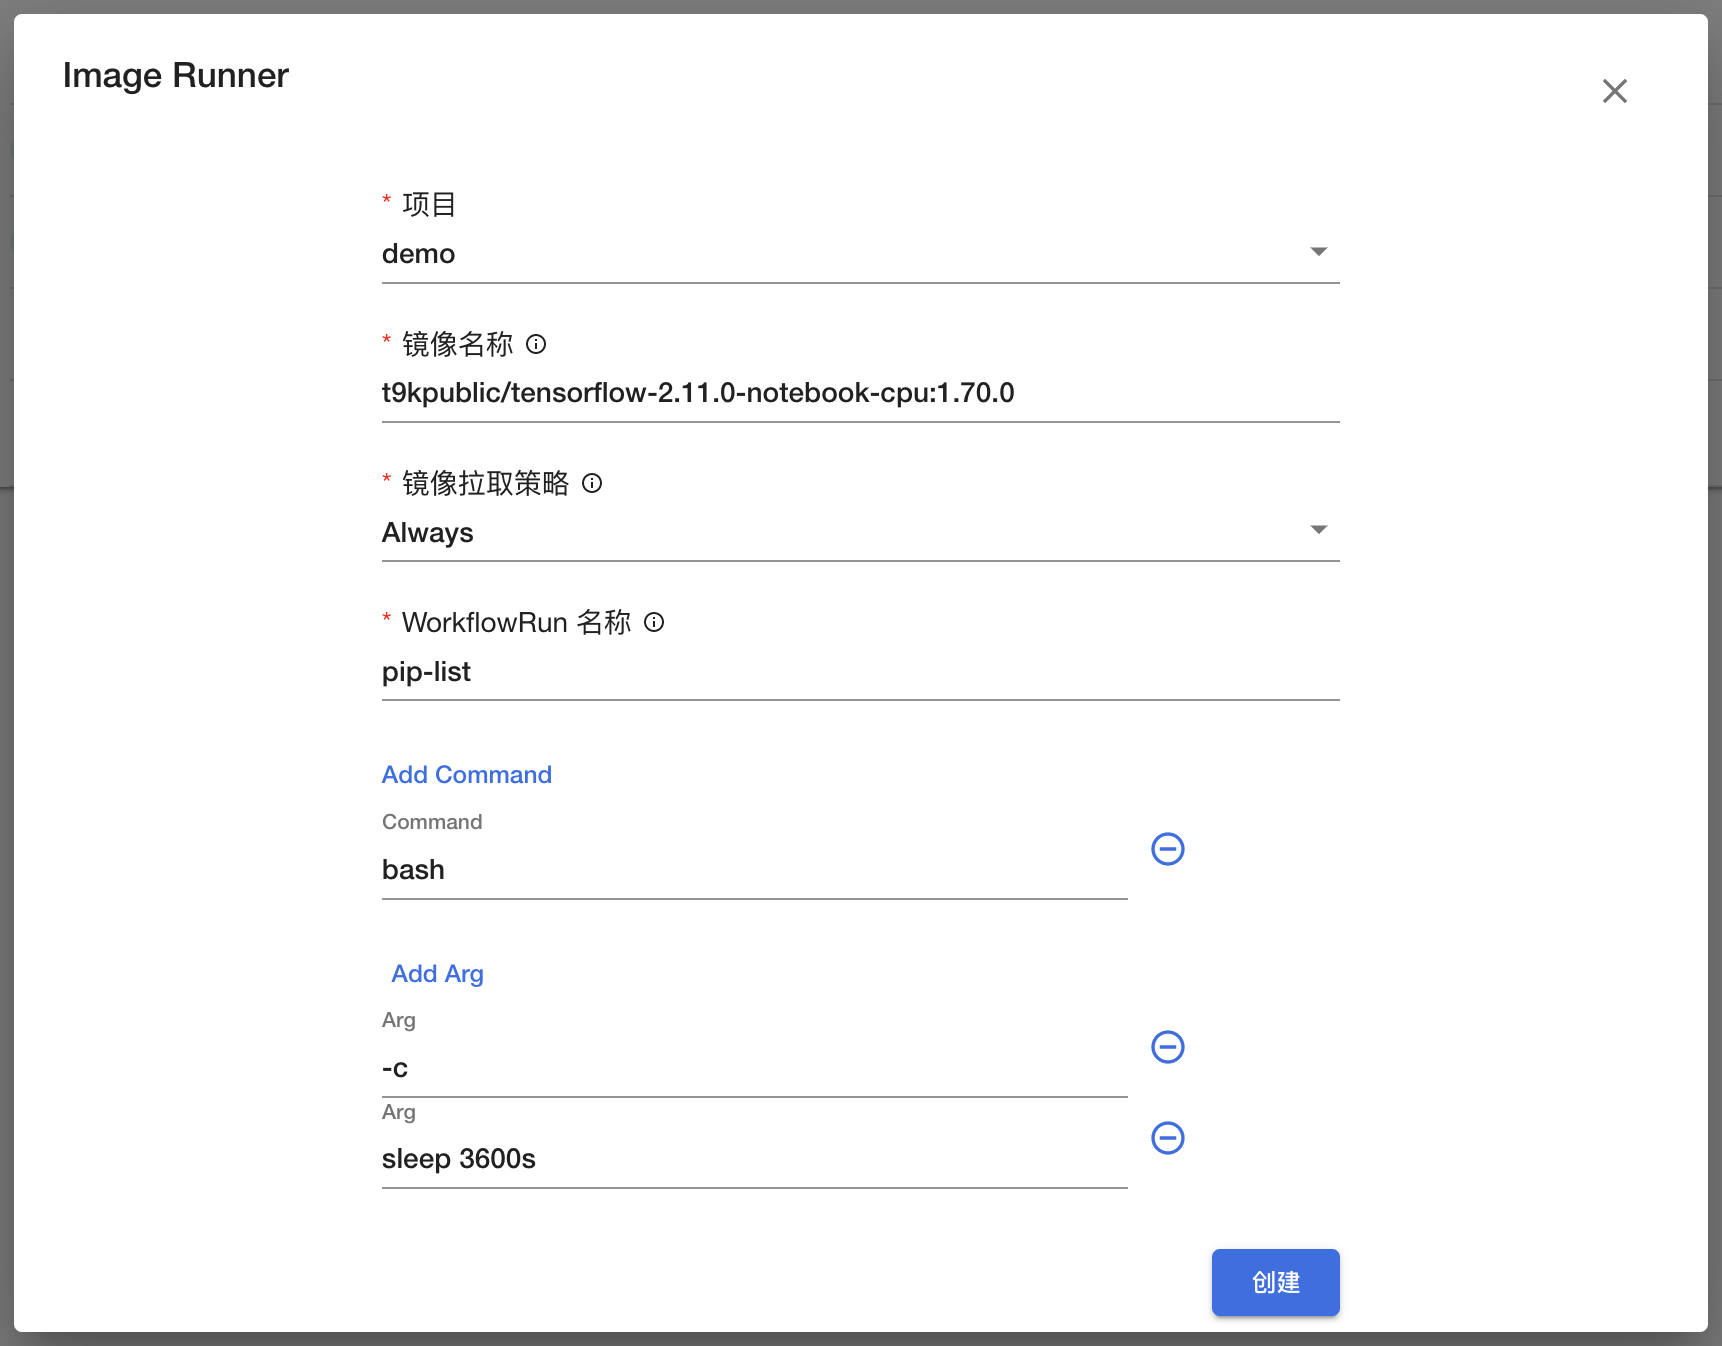 Image Runner
* 项目
demo
* 镜像名称
t9kpublic/tensorflow-2.11.0-notebook-cpu:1.70.0
* 镜像拉取策略
Always
* WorkflowRun 名称
pip-list
Add Command
Command
bash
Add Arg
Arg
-c
Arg
sleep 3600s
创建